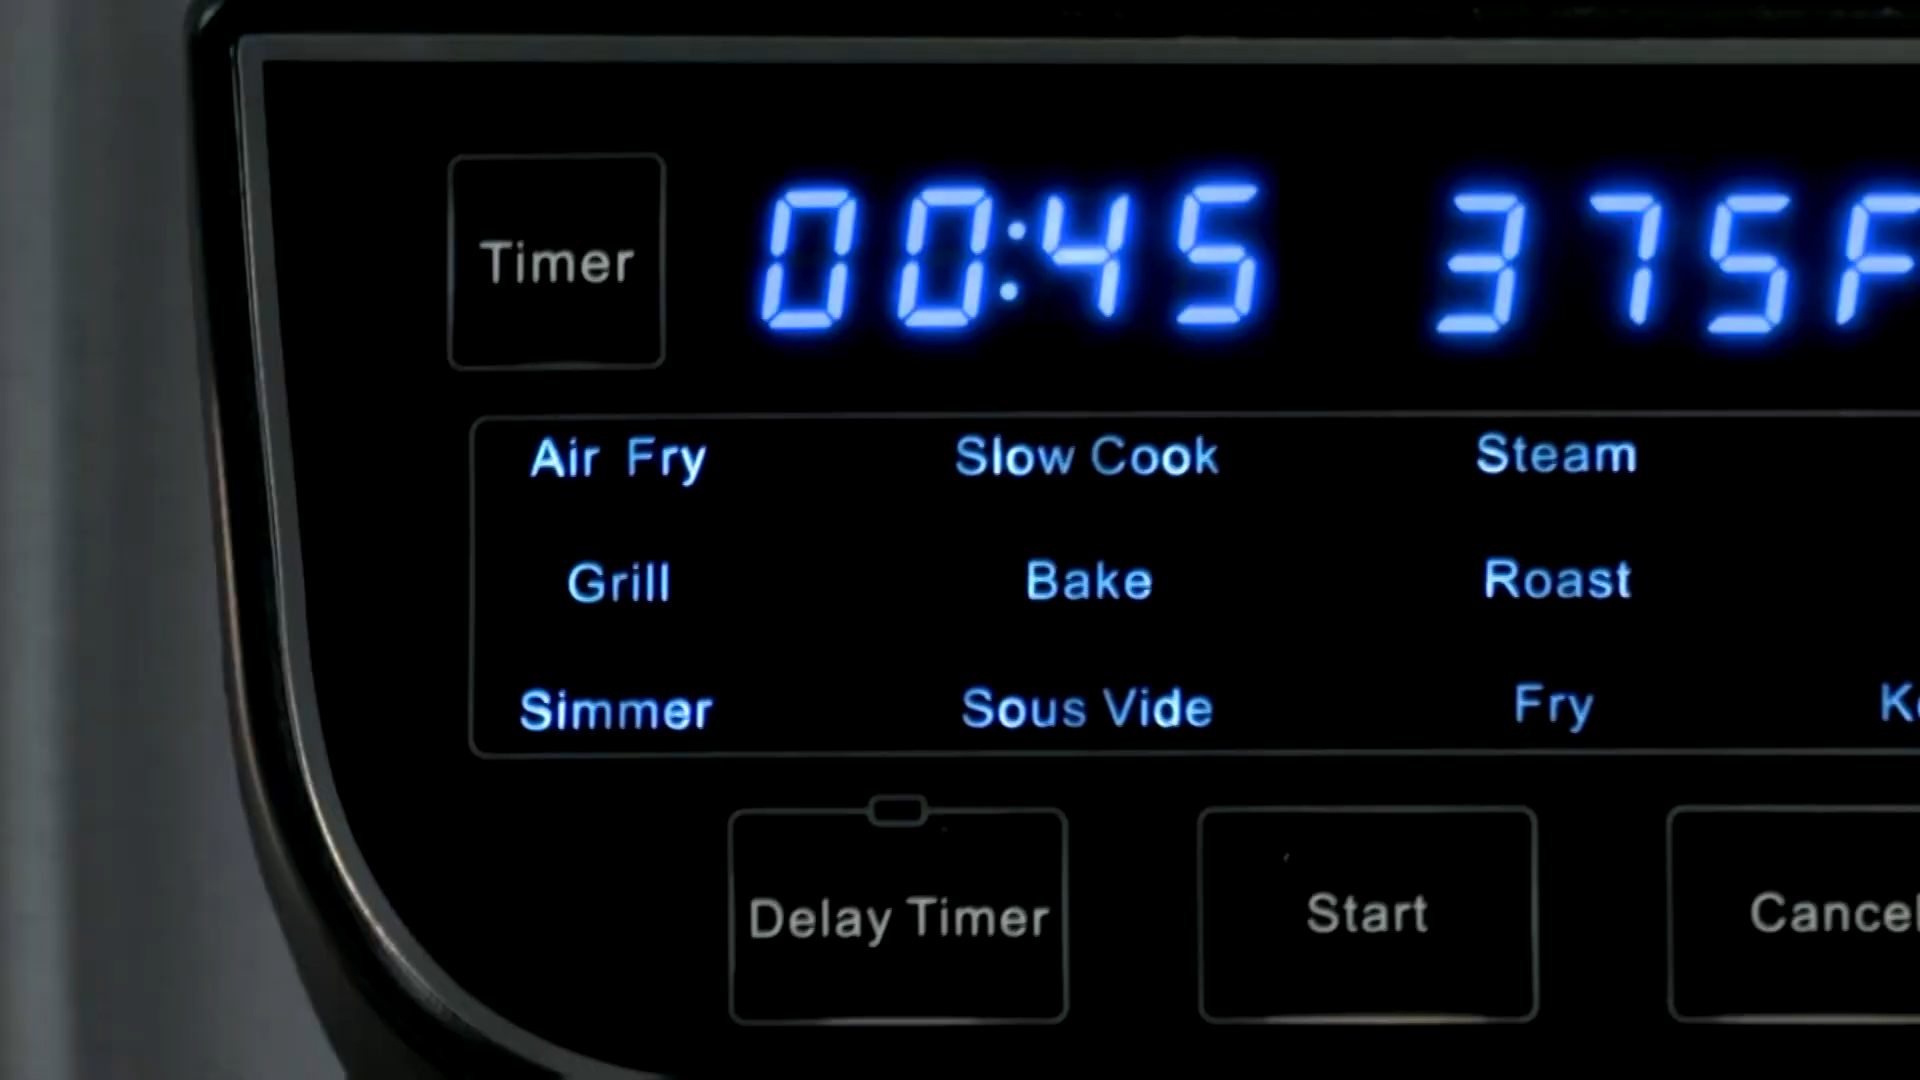 Timer 00:45 375F
Air Fry Slow Cook Steam
Grill Bake Roast
Simmer Sous Vide Fry
Delay Timer Start Cancel